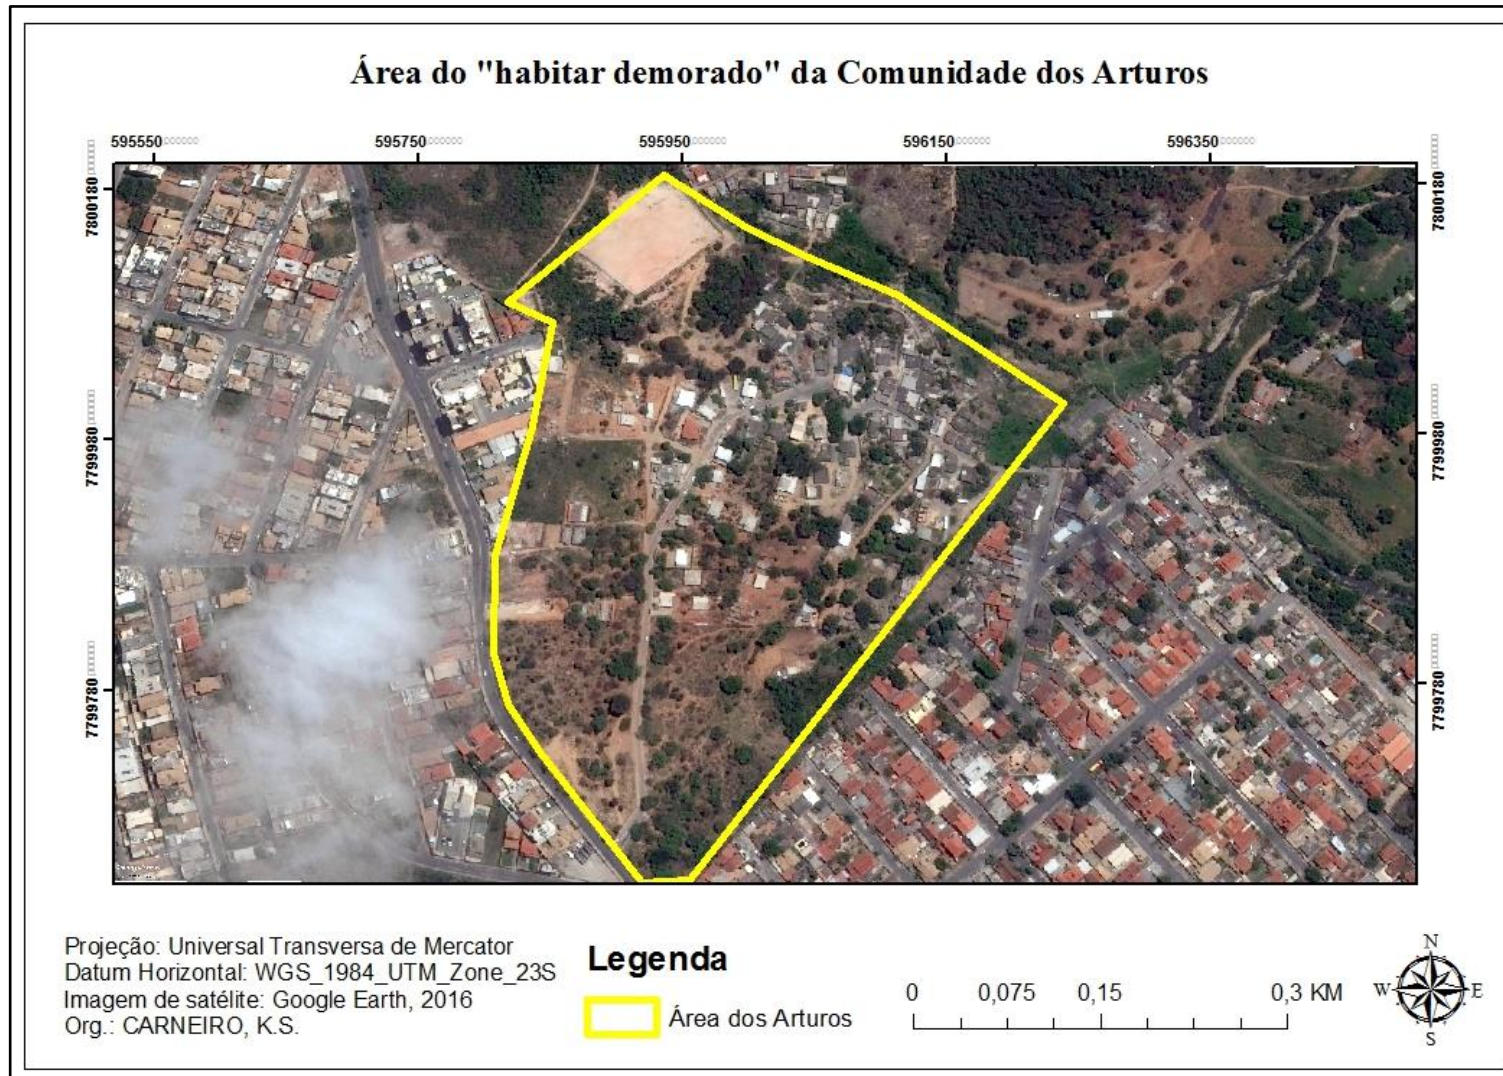 Área do "habitar demorado" da Comunidade dos Arturos
595550 595750 595950 596150 596350
7800180 7800180
7799980 7799980
7799780 7799780
Projeção: Universal Transversa de Mercator
Datum Horizontal: WGS_1984_UTM_Zone_23S
Imagem de satélite: Google Earth, 2016
Org.: CARNEIRO, K.S.
Legenda
Área dos Arturos
0 0,075 0,15 0,3 KM
N
W E
S